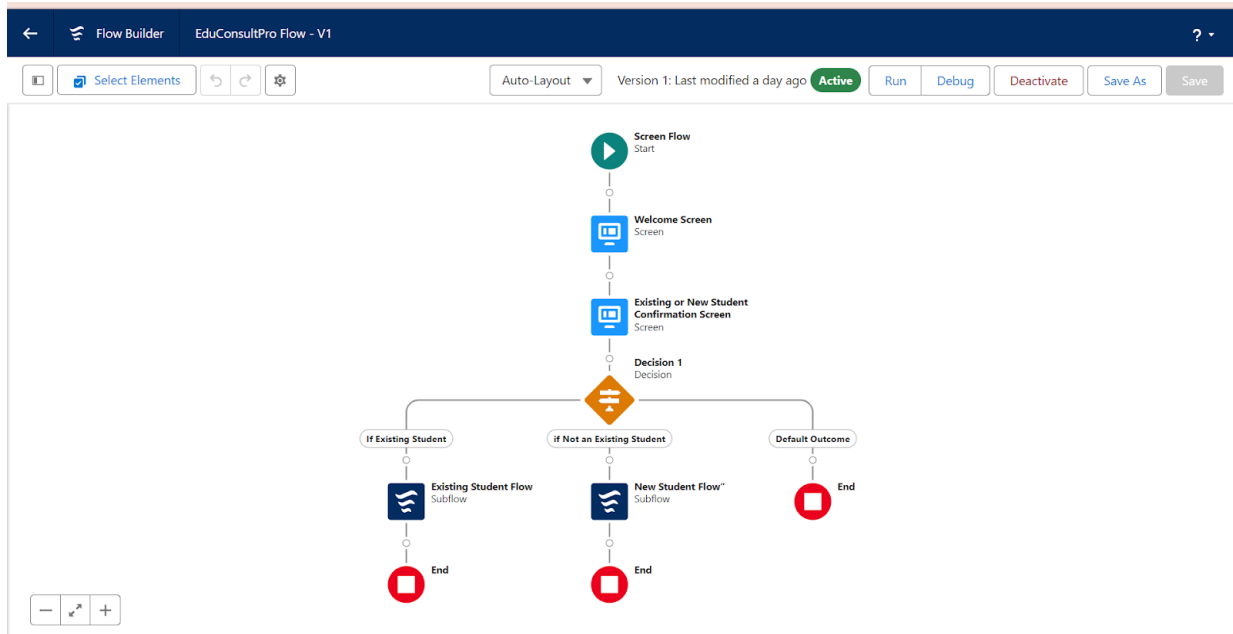 Flow Builder
EduConsultPro Flow - V1
?
Select Elements
Auto-Layout
Version 1: Last modified a day ago
Active
Run
Debug
Deactivate
Save As
Save
Screen Flow
Start
Welcome Screen
Screen
Existing or New Student
Confirmation Screen
Screen
Decision 1
Decision
If Existing Student
if Not an Existing Student
Default Outcome
Existing Student Flow
Subflow
New Student Flow"
Subflow
End
End
End